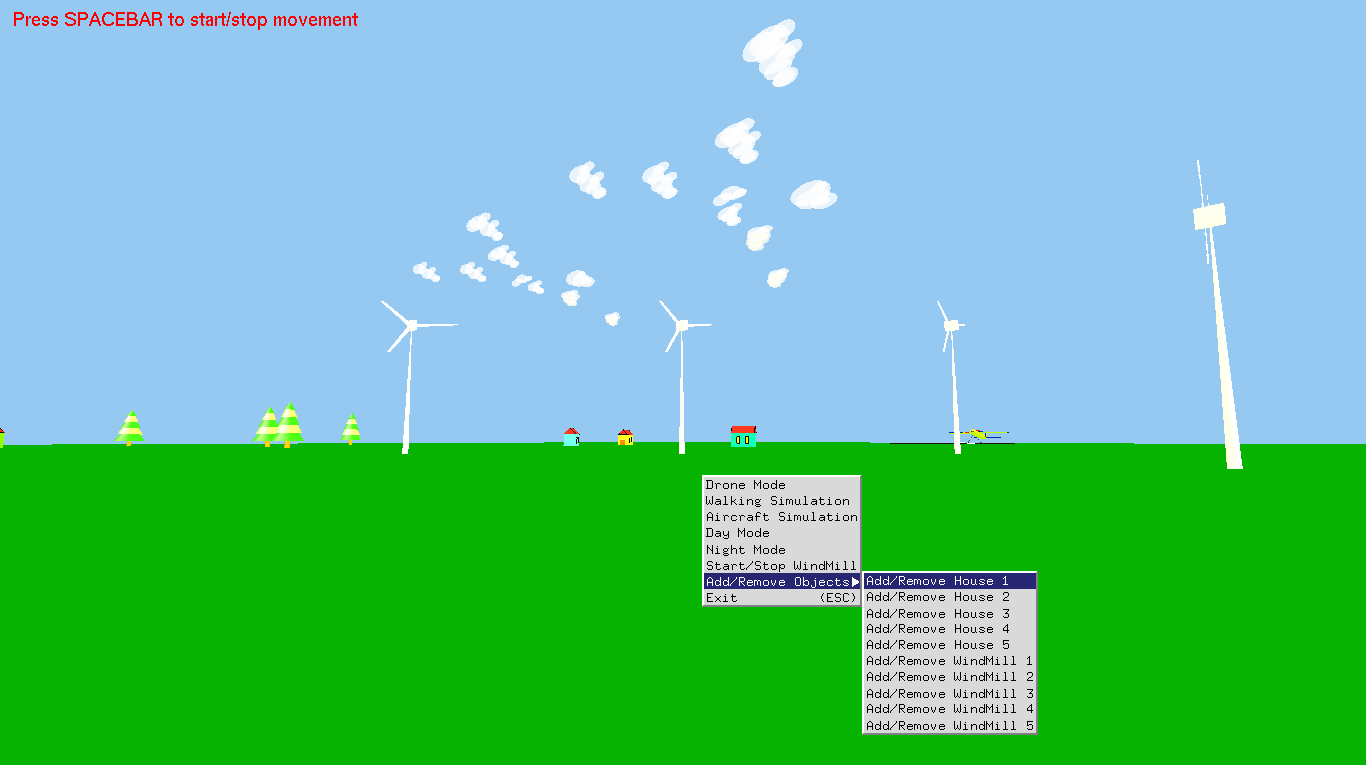 Press SPACEBAR to start/stop movement
Drone Mode
Walking Simulation
Aircraft Simulation
Day Mode
Night Mode
Start/Stop WindMill
Add/Remove Objects
Exit (ESC)
Add/Remove House 1
Add/Remove House 2
Add/Remove House 3
Add/Remove House 4
Add/Remove House 5
Add/Remove WindMill 1
Add/Remove WindMill 2
Add/Remove WindMill 3
Add/Remove WindMill 4
Add/Remove WindMill 5